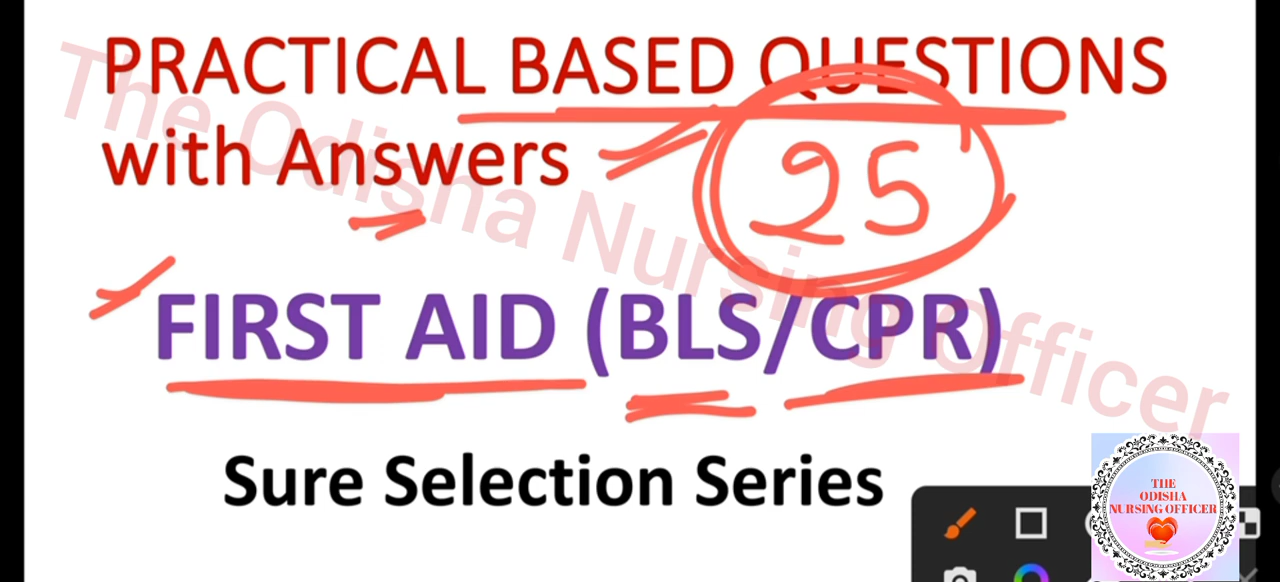 PRACTICAL BASED QUESTIONS
with Answers
25
FIRST AID (BLS/CPR)
Sure Selection Series
The Odisha Nursing Officer
THE
ODISHA
NURSING OFFICER